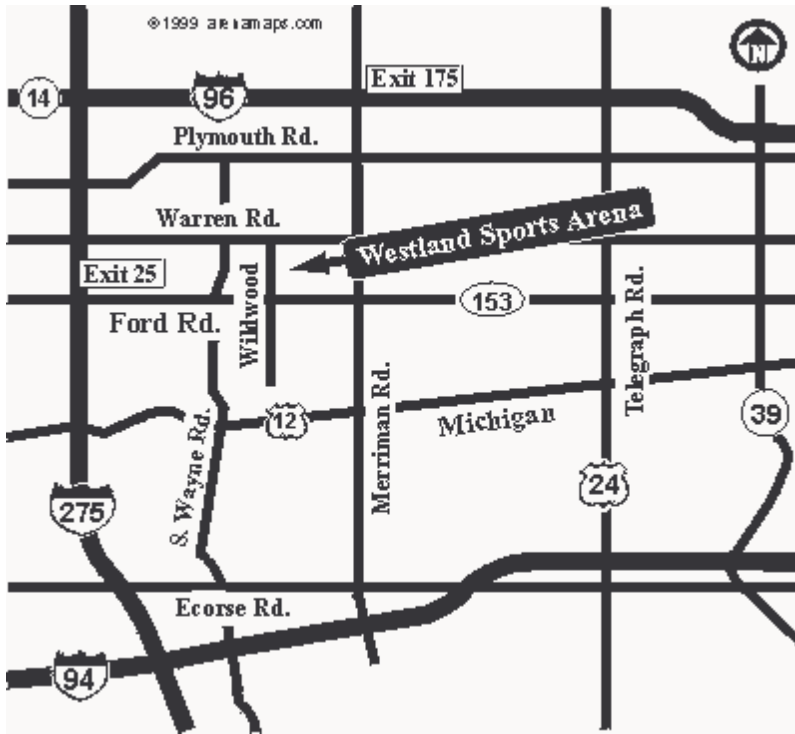 ©1999 arenamaps.com
N
Exit 175
14
96
Plymouth Rd.
Warren Rd.
Westland Sports Arena
Exit 25
153
Ford Rd.
Wildwood
Telegraph Rd.
12
Michigan
39
Merriman Rd.
S. Wayne Rd.
24
275
Ecorse Rd.
94